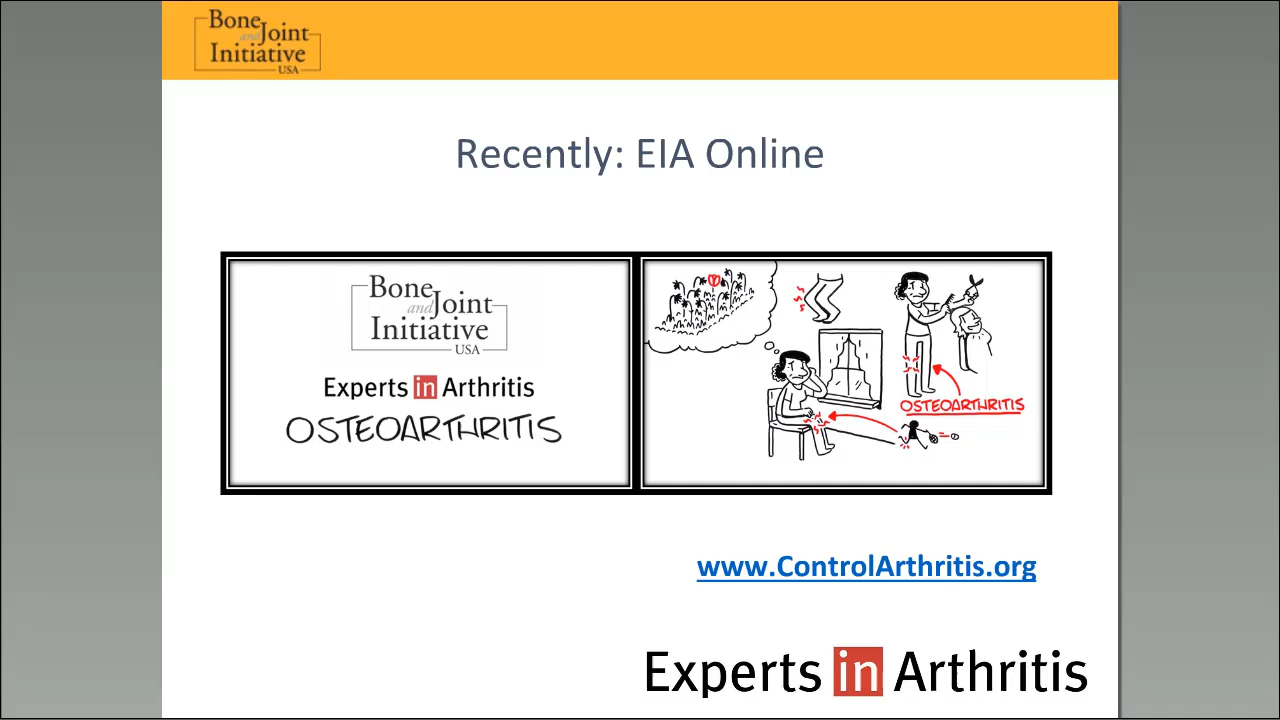 Bone
and Joint
Initiative
USA
Recently: EIA Online
Bone
and Joint
Initiative
USA
Experts in Arthritis
OSTEOARTHRITIS
OSTEOARTHRITIS
www.ControlArthritis.org
Experts in Arthritis